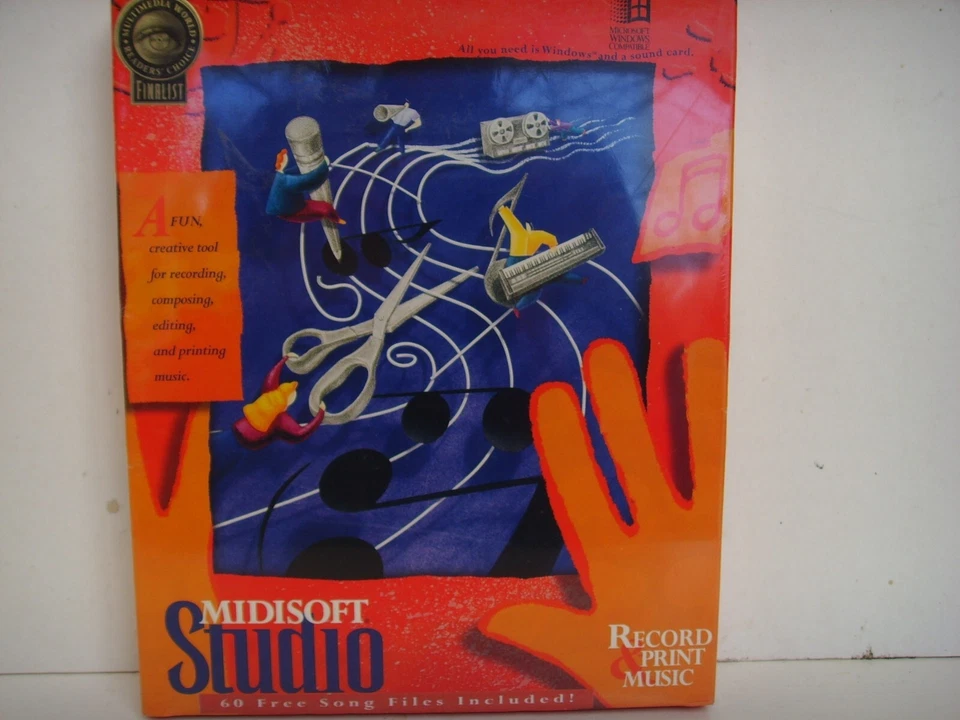 MULTIMEDIA WORLD
READERS' CHOICE
FINALIST
MICROSOFT
WINDOWS
COMPATIBLE
All you need is Windows™ and a sound card.
A FUN,
creative tool
for recording,
composing,
editing,
and printing
music.
MIDISOFT
Studio
RECORD
& PRINT
MUSIC
60 Free Song Files Included!